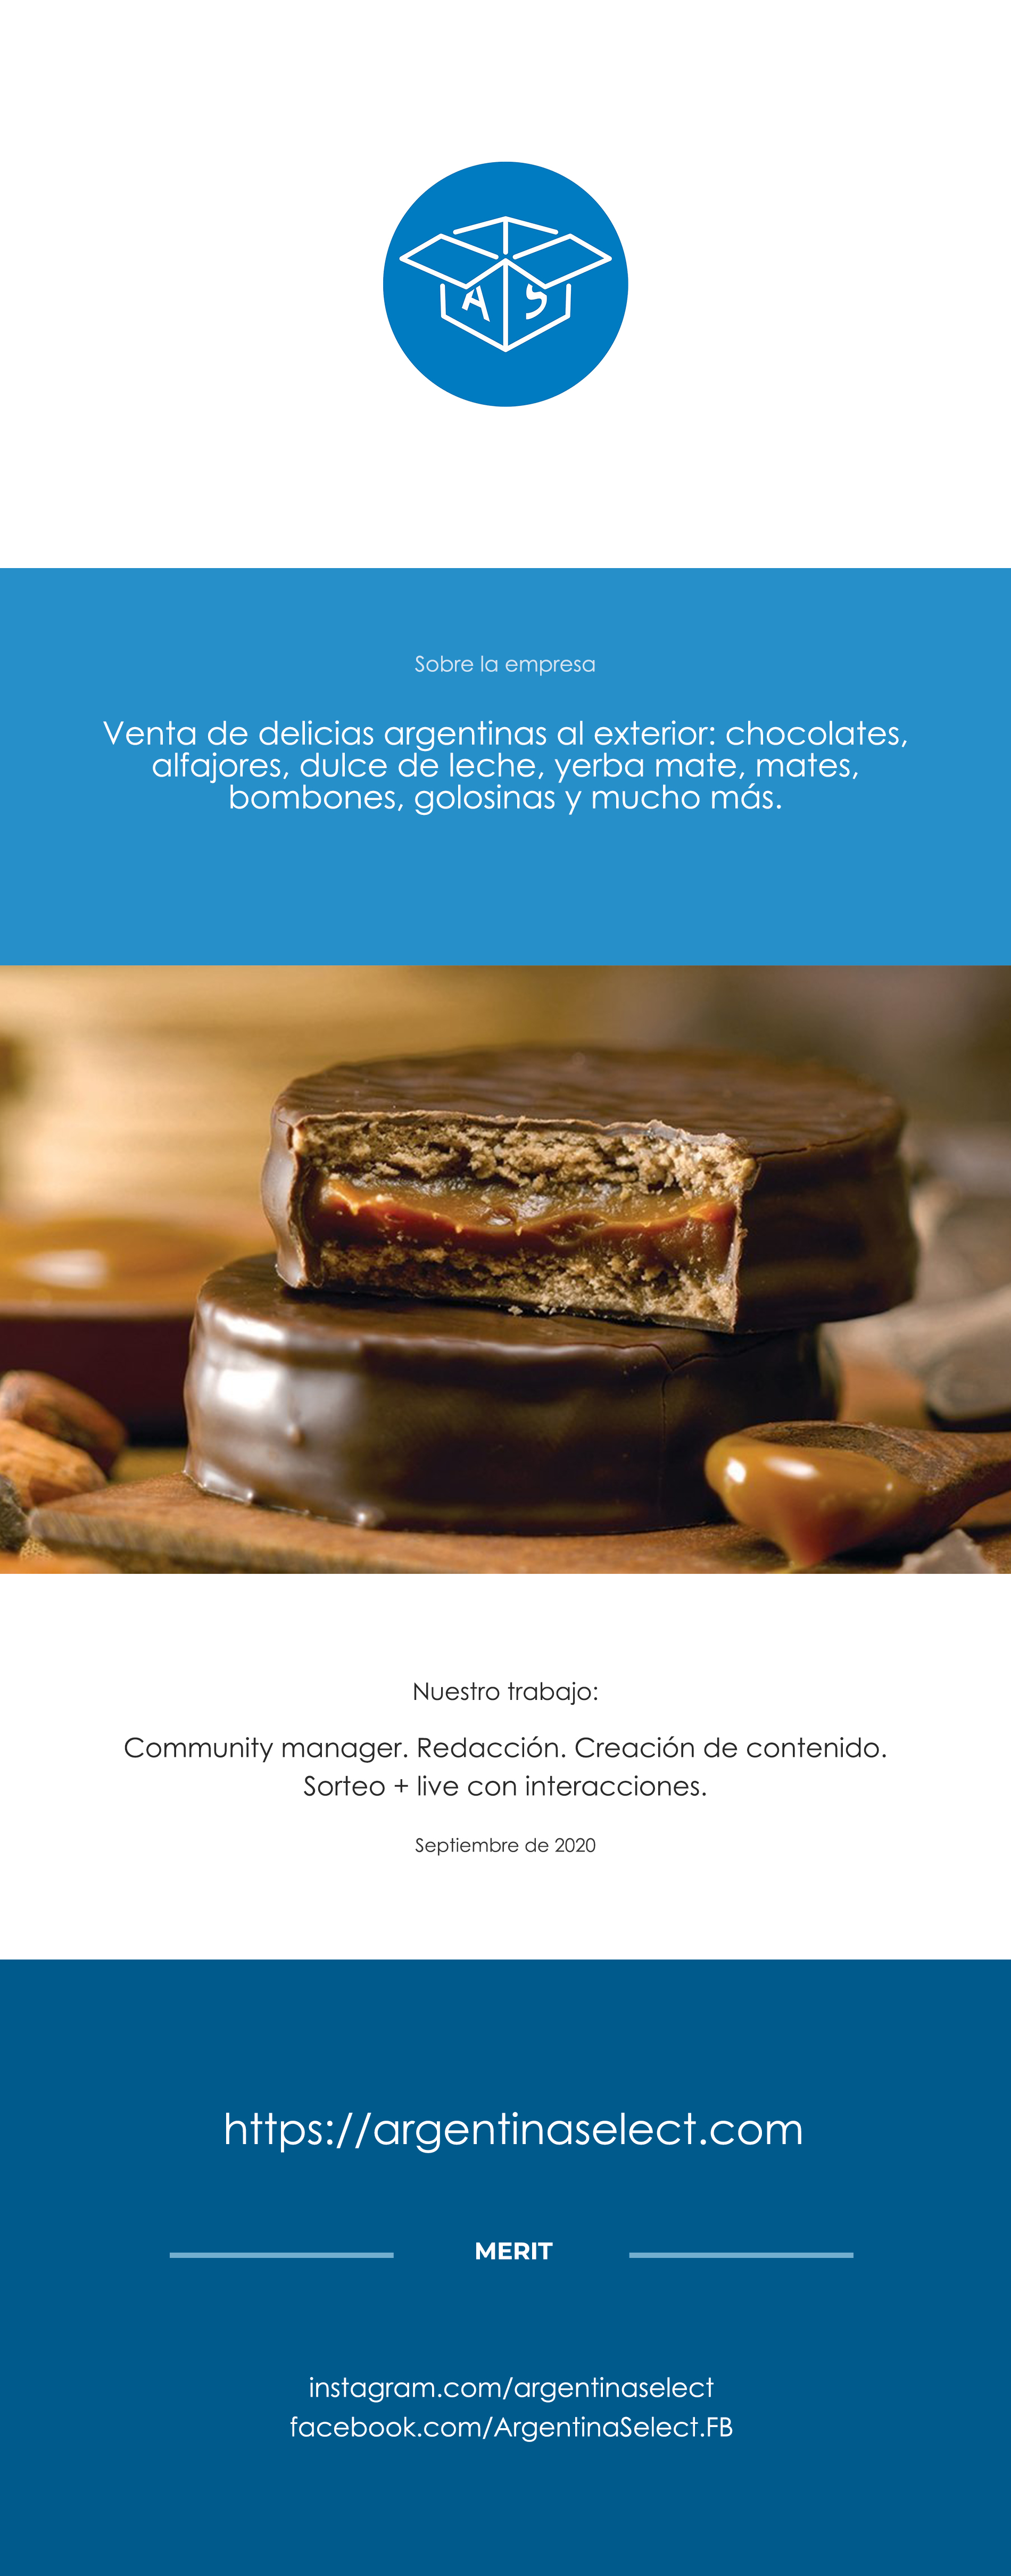 A S
Sobre la empresa
Venta de delicias argentinas al exterior: chocolates,
alfajores, dulce de leche, yerba mate, mates,
bombones, golosinas y mucho más.
Nuestro trabajo:
Community manager. Redacción. Creación de contenido.
Sorteo + live con interacciones.
Septiembre de 2020
https://argentinaselect.com
MERIT
instagram.com/argentinaselect
facebook.com/ArgentinaSelect.FB